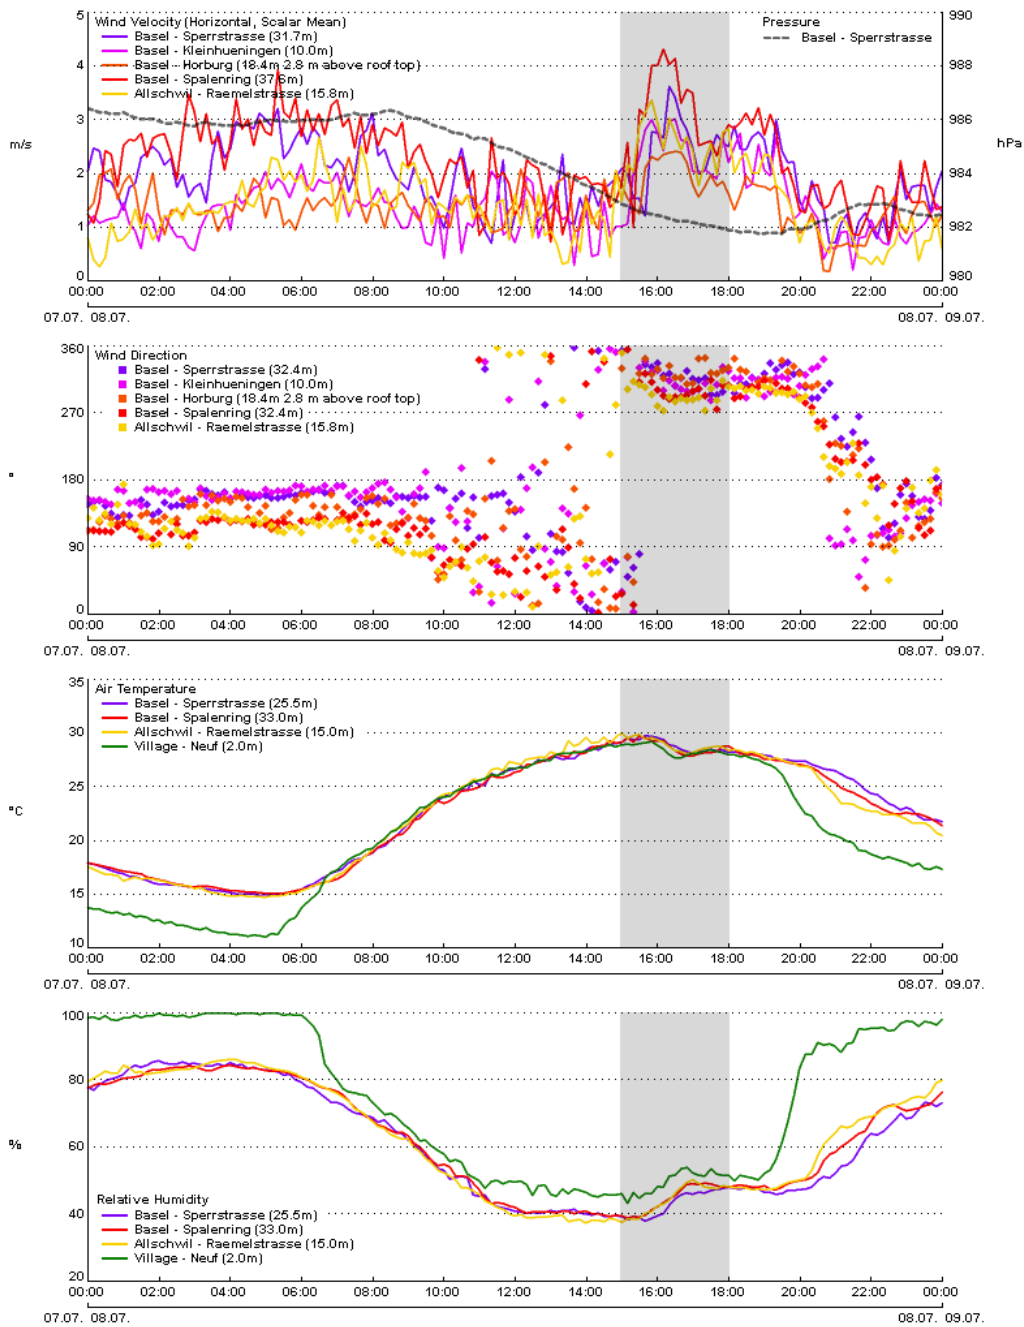 5
Wind Velocity (Horizontal, Scalar Mean)
Pressure
990
Basel - Sperrstrasse (31.7m)
Basel - Sperrstrasse
Basel - Kleinhueningen (10.0m)
4
Basel - Horburg (18.4m 2.8 m above roof top)
988
Basel - Spalenring (37.6m)
Allschwil - Raemelstrasse (15.8m)
3
986
m/s
hPa
2
984
1
982
0
980
00:00 02:00 04:00 06:00 08:00 10:00 12:00 14:00 16:00 18:00 20:00 22:00 00:00
07.07. 08.07. 08.07. 09.07.
360
Wind Direction
Basel - Sperrstrasse (32.4m)
Basel - Kleinhueningen (10.0m)
Basel - Horburg (18.4m 2.8 m above roof top)
270
Basel - Spalenring (32.4m)
Allschwil - Raemelstrasse (15.8m)
°
180
90
0
00:00 02:00 04:00 06:00 08:00 10:00 12:00 14:00 16:00 18:00 20:00 22:00 00:00
07.07. 08.07. 08.07. 09.07.
35
Air Temperature
Basel - Sperrstrasse (25.5m)
Basel - Spalenring (33.0m)
30
Allschwil - Raemelstrasse (15.0m)
Village - Neuf (2.0m)
25
°C
20
15
10
00:00 02:00 04:00 06:00 08:00 10:00 12:00 14:00 16:00 18:00 20:00 22:00 00:00
07.07. 08.07. 08.07. 09.07.
100
80
60
%
40
Relative Humidity
Basel - Sperrstrasse (25.5m)
Basel - Spalenring (33.0m)
Allschwil - Raemelstrasse (15.0m)
Village - Neuf (2.0m)
20
00:00 02:00 04:00 06:00 08:00 10:00 12:00 14:00 16:00 18:00 20:00 22:00 00:00
07.07. 08.07. 08.07. 09.07.